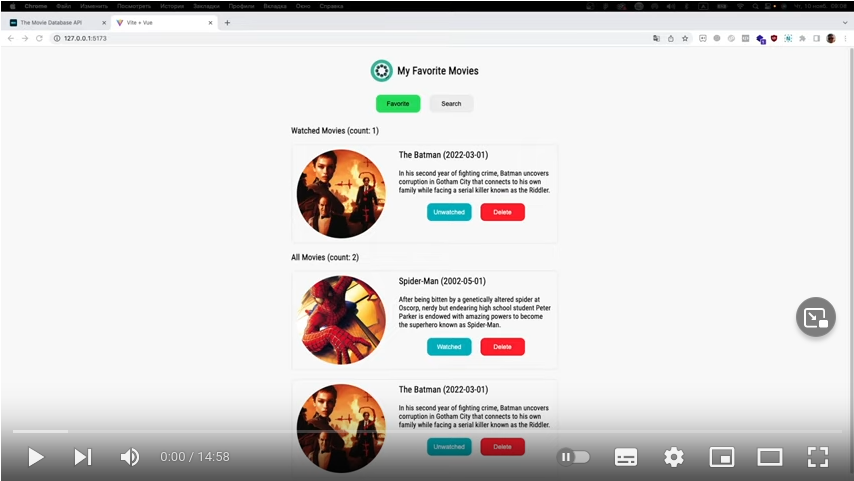 Chrome Файл Изменить Посмотреть История Закладки Профили Вкладка Окно Справка
The Movie Database API
Vite + Vue
127.0.0.1:5173
My Favorite Movies
Favorite
Search
Watched Movies (count: 1)
The Batman (2022-03-01)
In his second year of fighting crime, Batman uncovers
corruption in Gotham City that connects to his own
family while facing a serial killer known as the Riddler.
Unwatched
Delete
All Movies (count: 2)
Spider-Man (2002-05-01)
After being bitten by a genetically altered spider at
Oscorp, nerdy but endearing high school student Peter
Parker is endowed with amazing powers to become
the superhero known as Spider-Man.
Watched
Delete
The Batman (2022-03-01)
In his second year of fighting crime, Batman uncovers
corruption in Gotham City that connects to his own
family while facing a serial killer known as the Riddler.
Unwatched
Delete
0:00 / 14:58